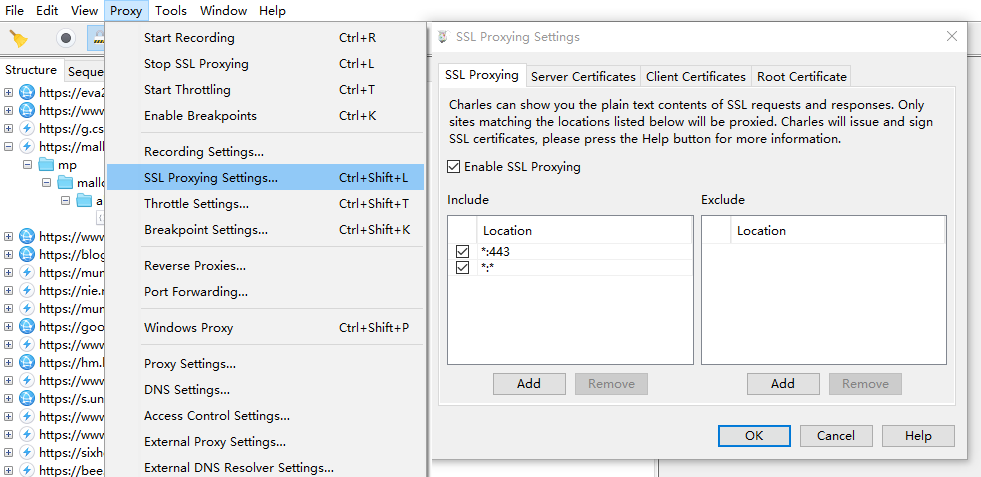 File Edit View Proxy Tools Window Help
Structure Seque
https://eva2
https://www
https://g.cs
https://mall
mp
mallc
a
https://www
https://blog
https://mun
https://nie.r
https://mun
https://goo
https://www
https://hm.l
https://www
https://s.un
https://www
https://www
https://sixh
https://bee
Start Recording Ctrl+R
Stop SSL Proxying Ctrl+L
Start Throttling Ctrl+T
Enable Breakpoints Ctrl+K
Recording Settings...
SSL Proxying Settings... Ctrl+Shift+L
Throttle Settings... Ctrl+Shift+T
Breakpoint Settings... Ctrl+Shift+K
Reverse Proxies...
Port Forwarding...
Windows Proxy Ctrl+Shift+P
Proxy Settings...
DNS Settings...
Access Control Settings...
External Proxy Settings...
External DNS Resolver Settings...
SSL Proxying Settings
SSL Proxying Server Certificates Client Certificates Root Certificate
Charles can show you the plain text contents of SSL requests and responses. Only
sites matching the locations listed below will be proxied. Charles will issue and sign
SSL certificates, please press the Help button for more information.
Enable SSL Proxying
Include
Location
*:443
*:*
Add Remove
Exclude
Location
Add Remove
OK Cancel Help